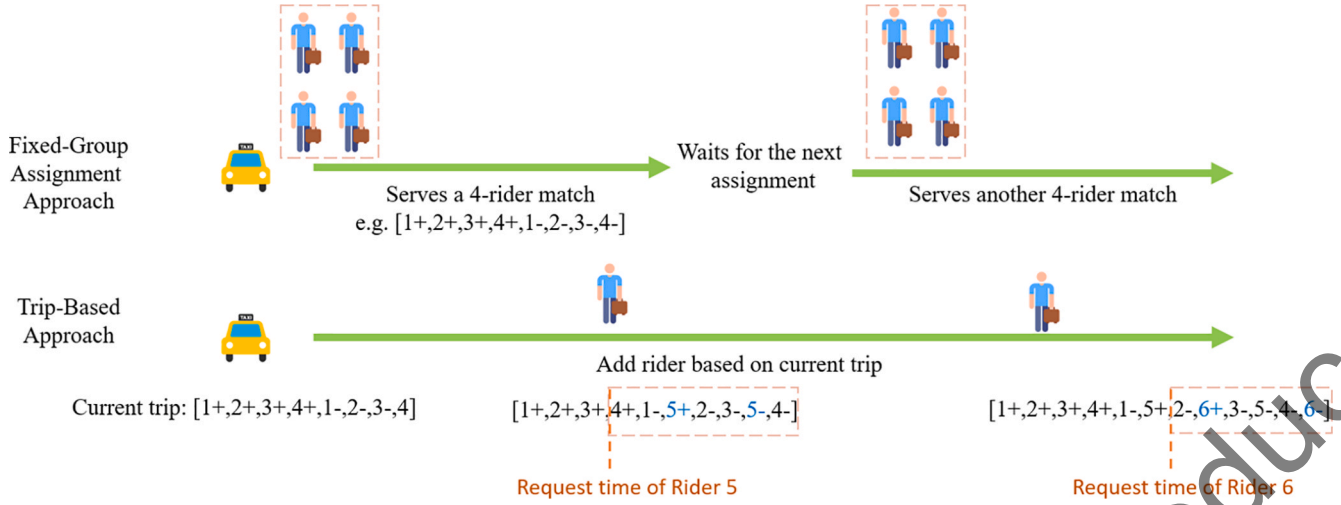 TAXI
Fixed-Group
Assignment
Approach
Serves a 4-rider match
e.g. [1+,2+,3+,4+,1-,2-,3-,4-]
Waits for the next
assignment
Serves another 4-rider match
Trip-Based
Approach
TAXI
Add rider based on current trip
Current trip: [1+,2+,3+,4+,1-,2-,3-,4]
[1+,2+,3+,4+,1-,5+,2-,3-,5-,4-]
[1+,2+,3+,4+,1-,5+,2-,6+,3-,5-,4-,6-]
Request time of Rider 5
Request time of Rider 6